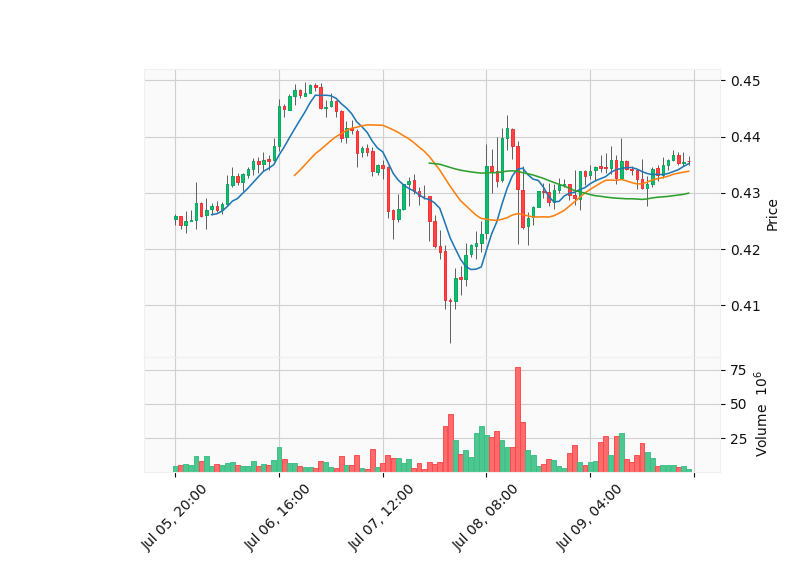 0.45
0.44
0.43
0.42
0.41
Price
75
50
25
Volume 10^6
Jul 05, 20:00
Jul 06, 16:00
Jul 07, 12:00
Jul 08, 08:00
Jul 09, 04:00